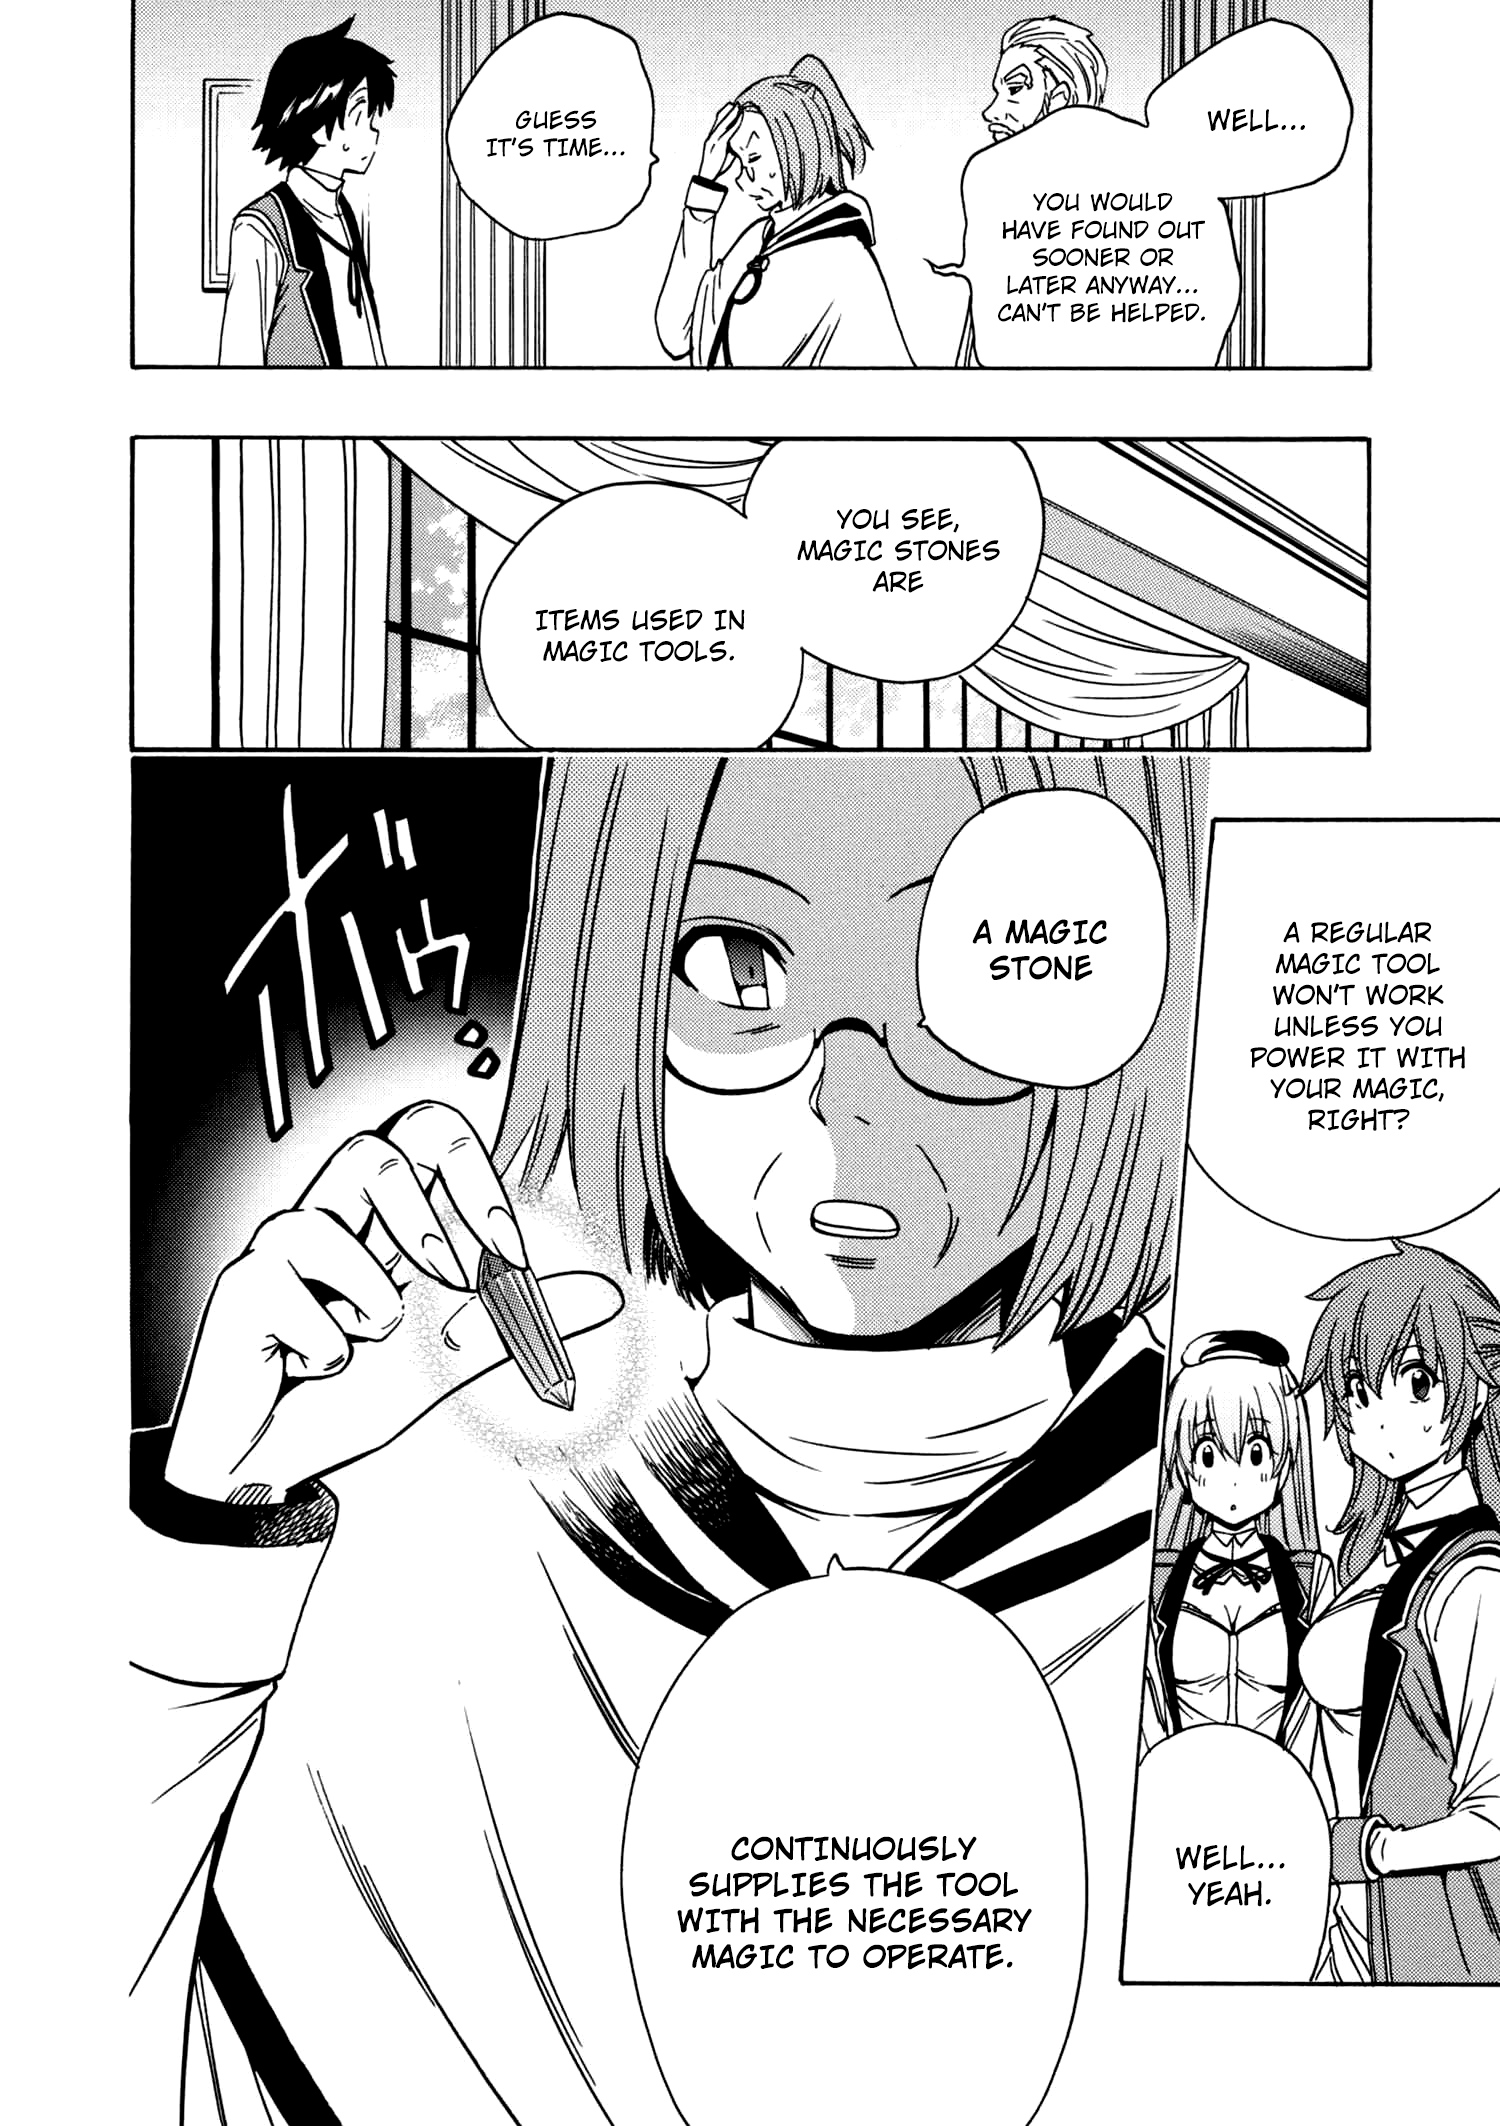 WELL...
YOU WOULD
HAVE FOUND OUT
SOONER OR
LATER ANYWAY...
CAN'T BE HELPED.
GUESS
IT'S TIME...
YOU SEE,
MAGIC STONES
ARE
ITEMS USED IN
MAGIC TOOLS.
A REGULAR
MAGIC TOOL
WON'T WORK
UNLESS YOU
POWER IT WITH
YOUR MAGIC,
RIGHT?
WELL...
YEAH.
A MAGIC
STONE
ボウ
CONTINUOUSLY
SUPPLIES THE TOOL
WITH THE NECESSARY
MAGIC TO OPERATE.